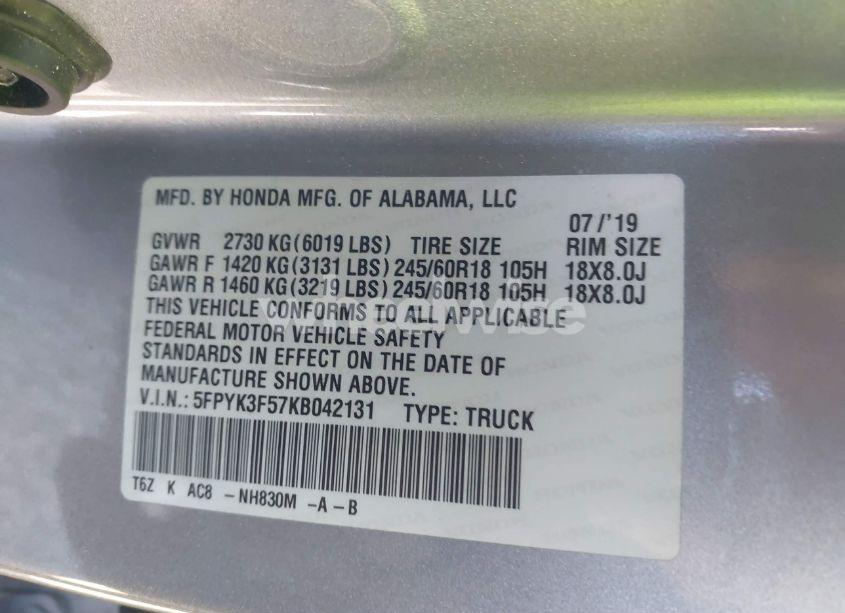 MFD. BY HONDA MFG. OF ALABAMA, LLC
07/'19
GVWR 2730 KG(6019 LBS) TIRE SIZE RIM SIZE
GAWR F 1420 KG(3131 LBS) 245/60R18 105H 18X8.0J
GAWR R 1460 KG(3219 LBS) 245/60R18 105H 18X8.0J
THIS VEHICLE CONFORMS TO ALL APPLICABLE
FEDERAL MOTOR VEHICLE SAFETY
STANDARDS IN EFFECT ON THE DATE OF
MANUFACTURE SHOWN ABOVE.
V.I.N.: 5FPYK3F57KB042131 TYPE: TRUCK
T6Z K AC8 -NH830M -A-B